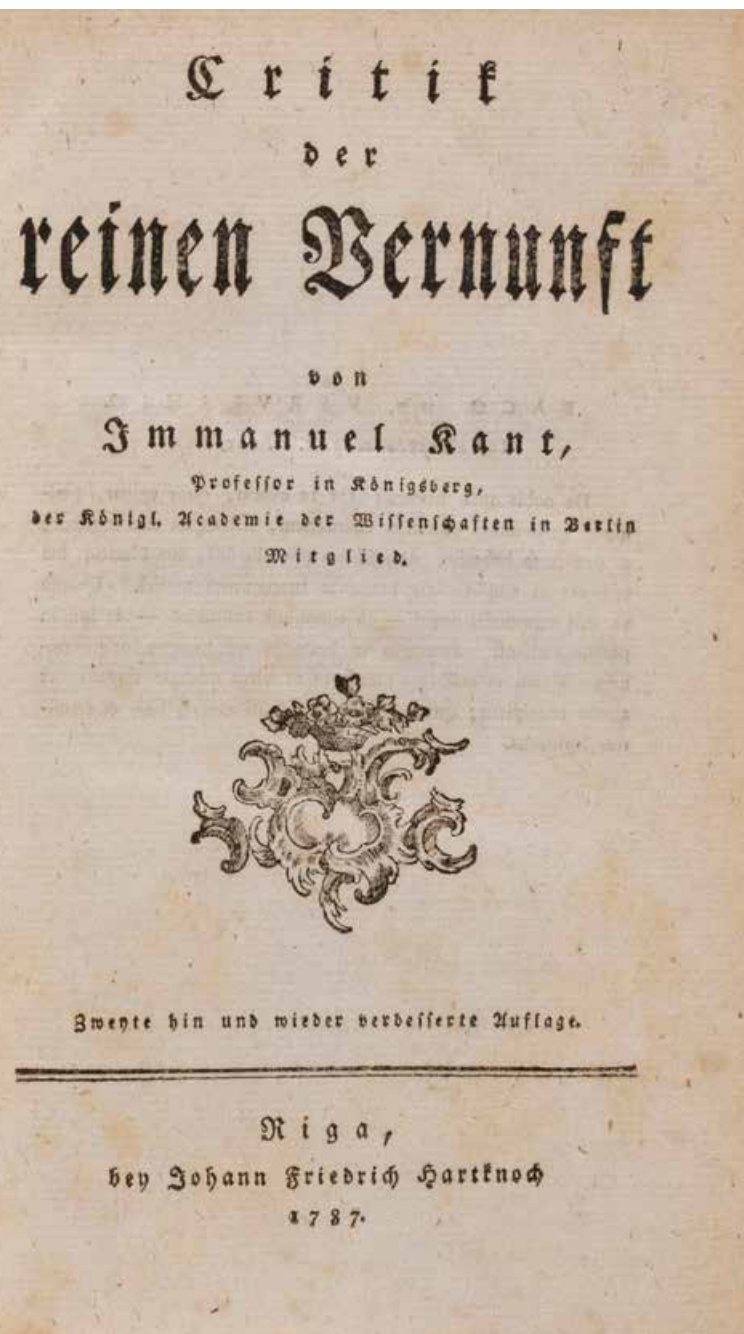 Critik
der
reinen Vernunft
von
Immanuel Kant,
Professor in Königsberg,
der Königl. Academie der Wissenschaften in Berlin
Mitglied.
Zweyte hin und wieder verbesserte Auflage.
Riga,
bey Johann Friedrich Hartknoch
1787.